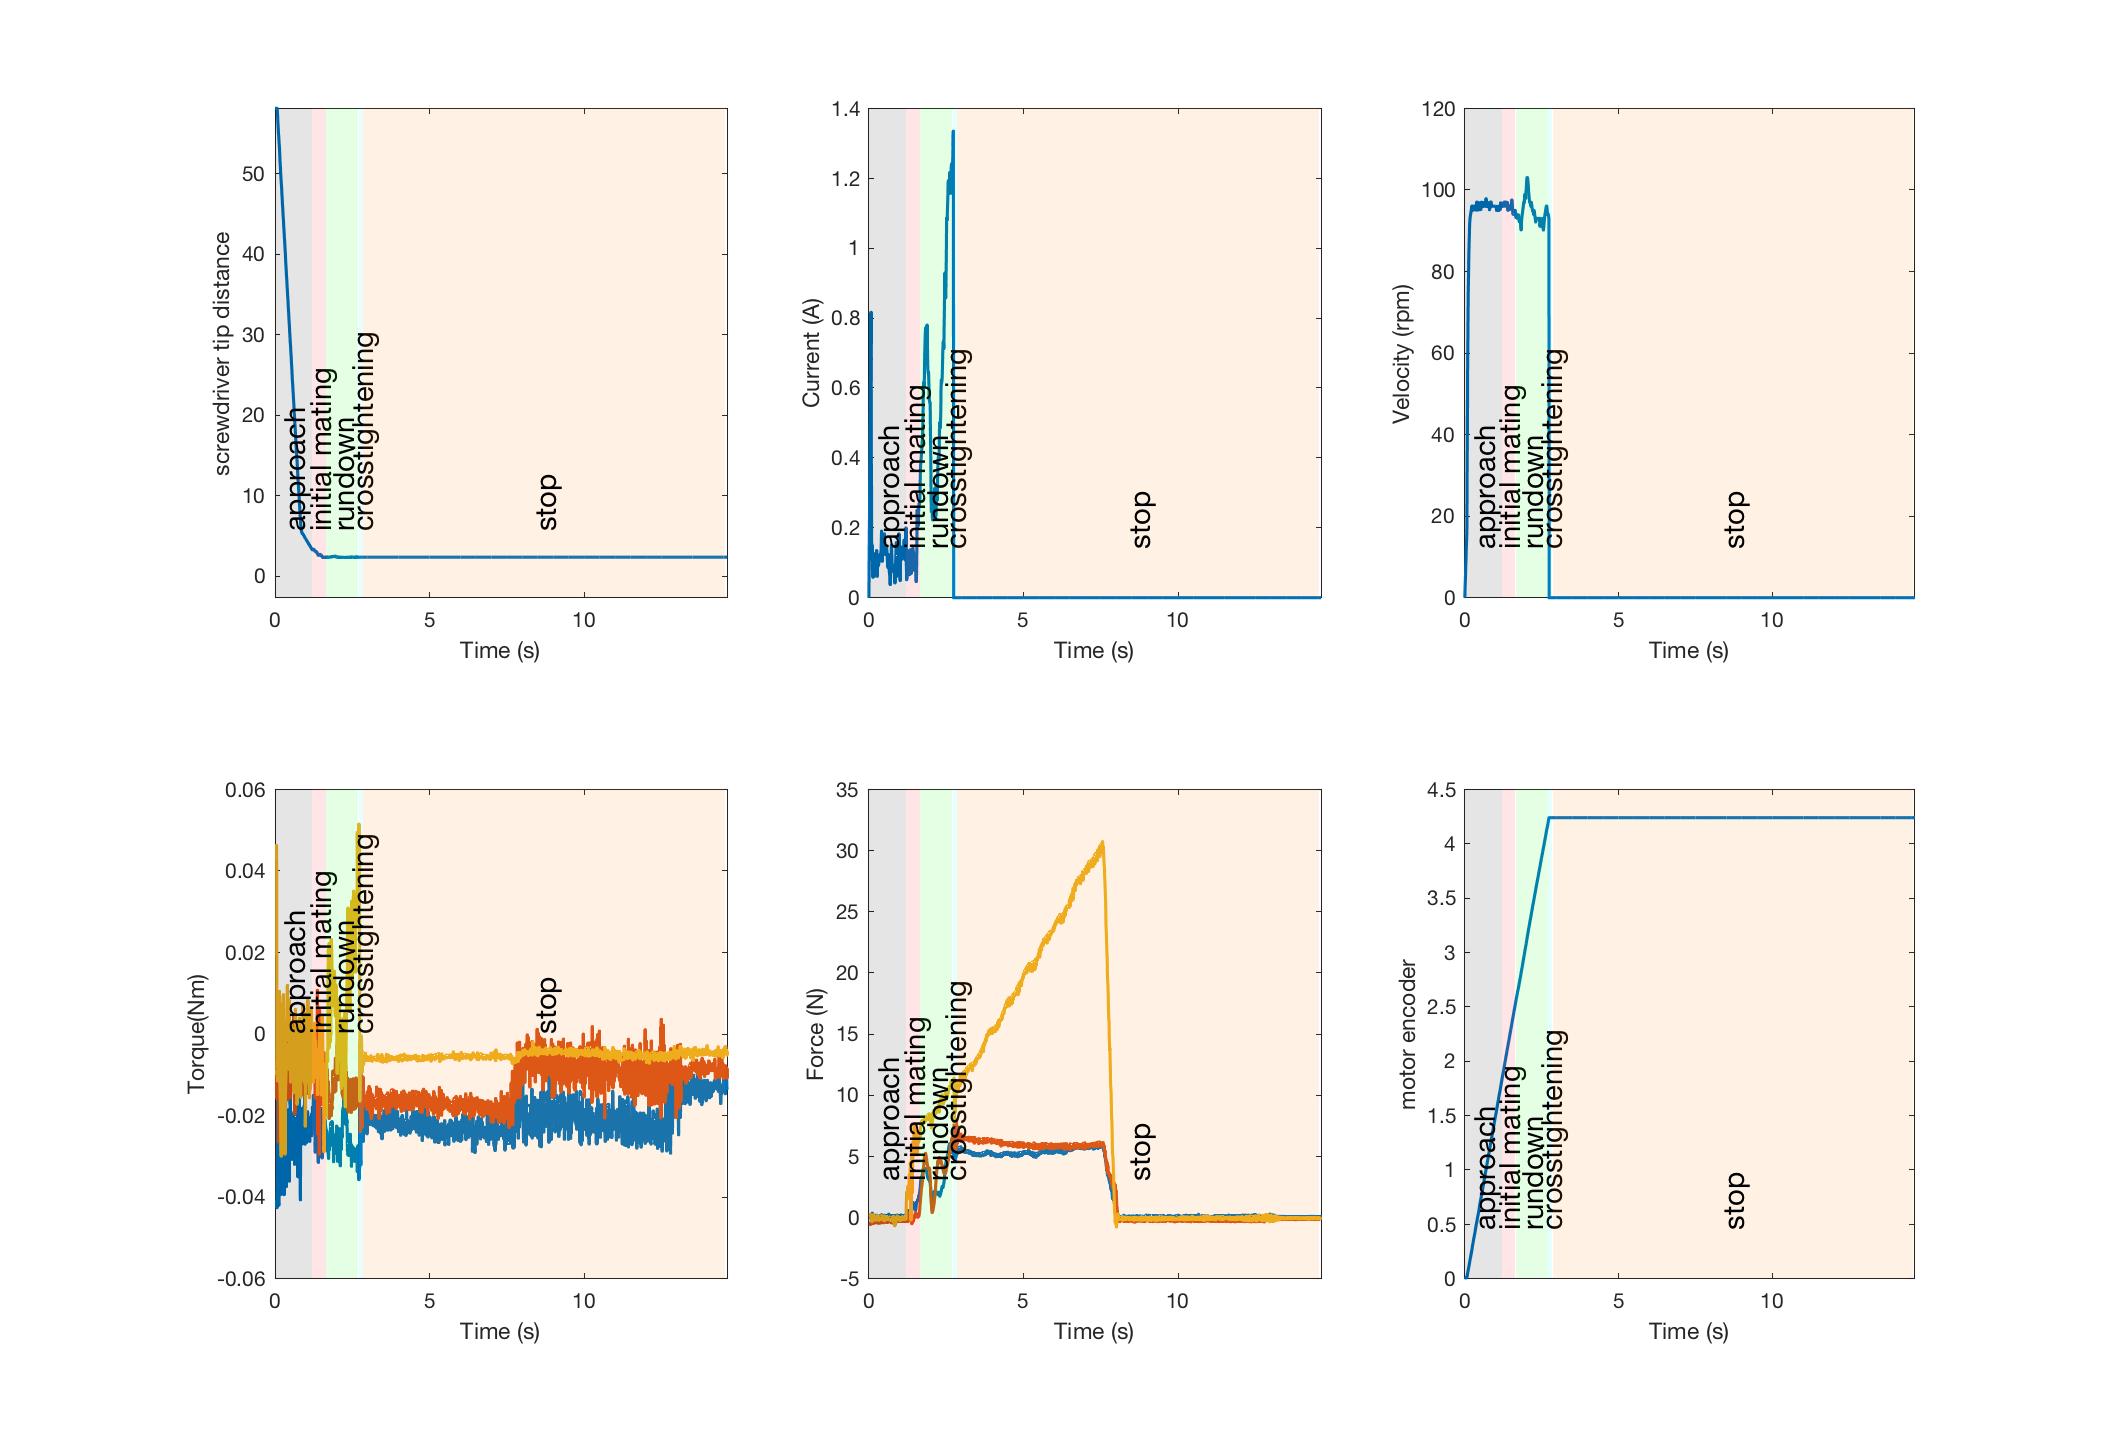 50
40
30
20
10
0
screwdriver tip distance
approach
initial mating
rundown
crosstightening
stop
0
5
10
Time (s)
1.4
1.2
1
0.8
0.6
0.4
0.2
0
Current (A)
approach
initial mating
rundown
crosstightening
stop
0
5
10
Time (s)
120
100
80
60
40
20
0
Velocity (rpm)
approach
initial mating
rundown
crosstightening
stop
0
5
10
Time (s)
0.06
0.04
0.02
0
-0.02
-0.04
-0.06
Torque(Nm)
approach
initial mating
rundown
crosstightening
stop
0
5
10
Time (s)
35
30
25
20
15
10
5
0
-5
Force (N)
approach
initial mating
rundown
crosstightening
stop
0
5
10
Time (s)
4.5
4
3.5
3
2.5
2
1.5
1
0.5
0
motor encoder
approach
initial mating
rundown
crosstightening
stop
0
5
10
Time (s)